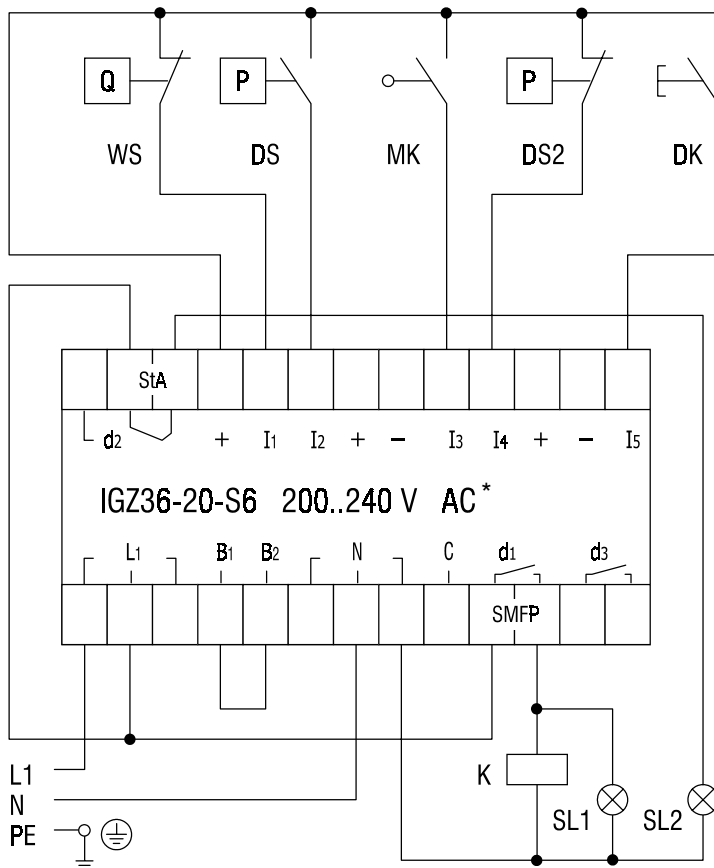 Q P P
WS DS MK DS2 DK
StA
d2 + I1 I2 + − I3 I4 + − I5
IGZ36-20-S6 200..240 V AC*
L1 B1 B2 N C d1 d3
SMFP
L1
N
PE
K SL1 SL2